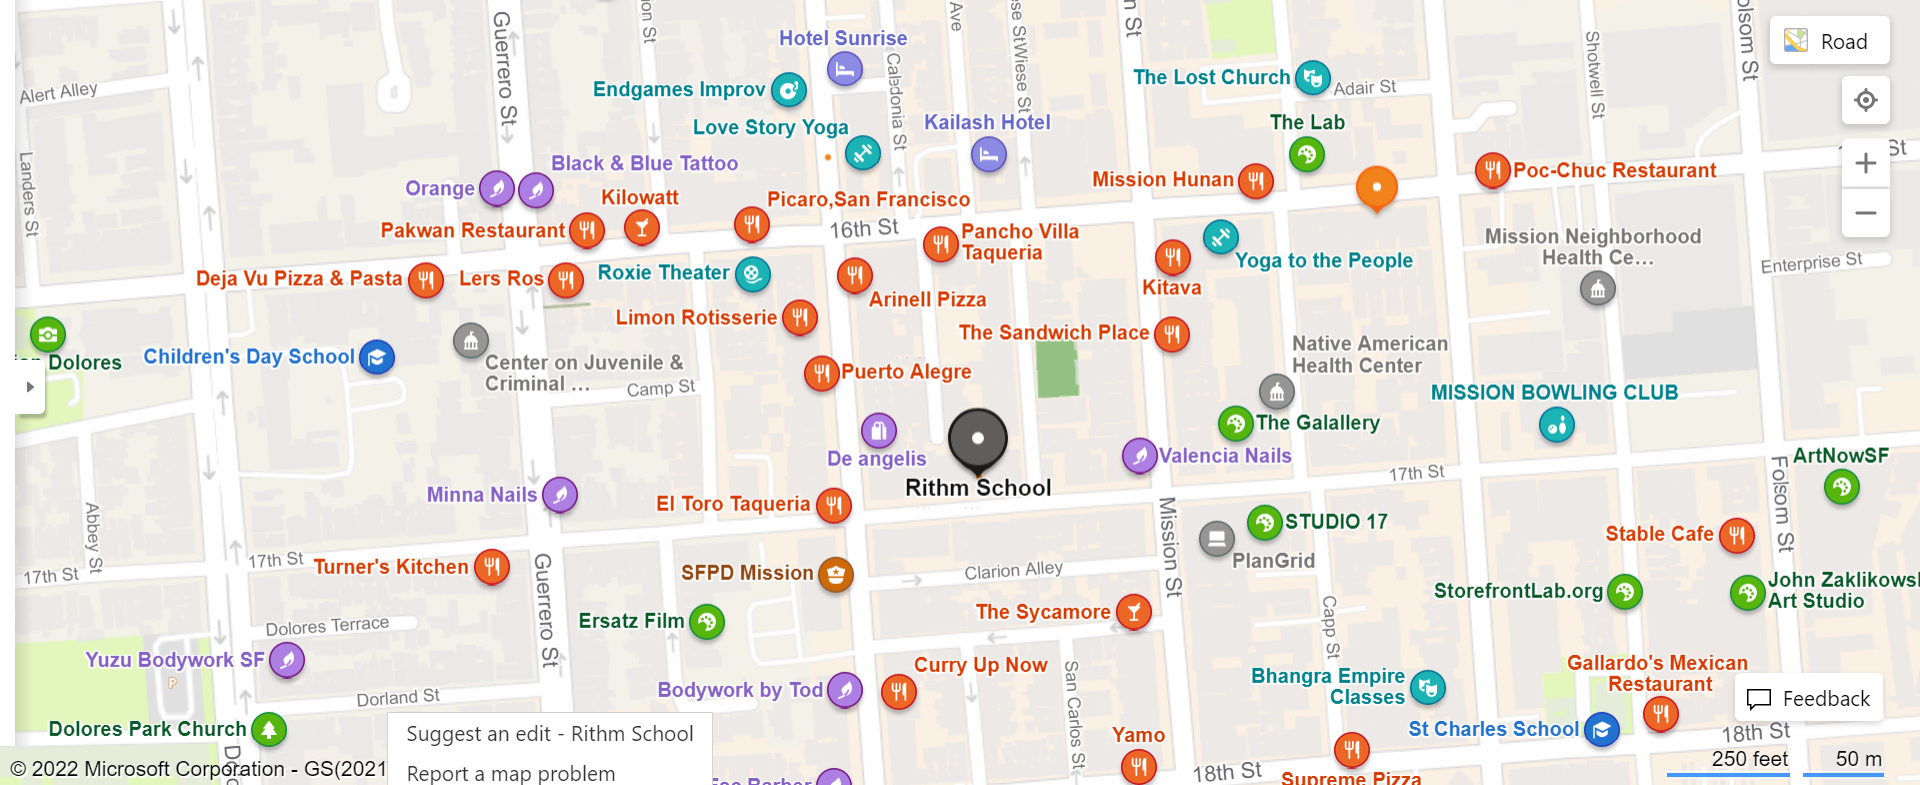 Hotel Sunrise
Endgames Improv
Love Story Yoga
Kailash Hotel
The Lost Church
Adair St
The Lab
Road
Alert Alley
Guerrero St
Landers St
Caledonia St
Ave
Wiese St
Shotwell St
Folsom St
Black & Blue Tattoo
Orange
Kilowatt
Picaro,San Francisco
Mission Hunan
Poc-Chuc Restaurant
Pakwan Restaurant
16th St
Pancho Villa
Taqueria
Yoga to the People
Mission Neighborhood
Health Ce...
Enterprise St
Deja Vu Pizza & Pasta
Lers Ros
Roxie Theater
Arinell Pizza
Kitava
Limon Rotisserie
The Sandwich Place
Native American
Health Center
Dolores
Children's Day School
Center on Juvenile &
Criminal ...
Camp St
Puerto Alegre
MISSION BOWLING CLUB
The Galallery
De angelis
Valencia Nails
17th St
ArtNowSF
Rithm School
Minna Nails
El Toro Taqueria
Abbey St
Mission St
STUDIO 17
PlanGrid
Stable Cafe
Folsom St
17th St
17th St
Turner's Kitchen
Guerrero St
SFPD Mission
Clarion Alley
StorefrontLab.org
John Zaklikowsl
Art Studio
Ersatz Film
The Sycamore
Capp St
Dolores Terrace
Yuzu Bodywork SF
P
Curry Up Now
San Carlos St
Bhangra Empire
Classes
Gallardo's Mexican
Restaurant
Bodywork by Tod
Dorland St
Feedback
Dolores Park Church
St Charles School
18th St
Yamo
Suggest an edit - Rithm School
Report a map problem
18th St
Supreme Pizza
250 feet
50 m
© 2022 Microsoft Corporation - GS(2021